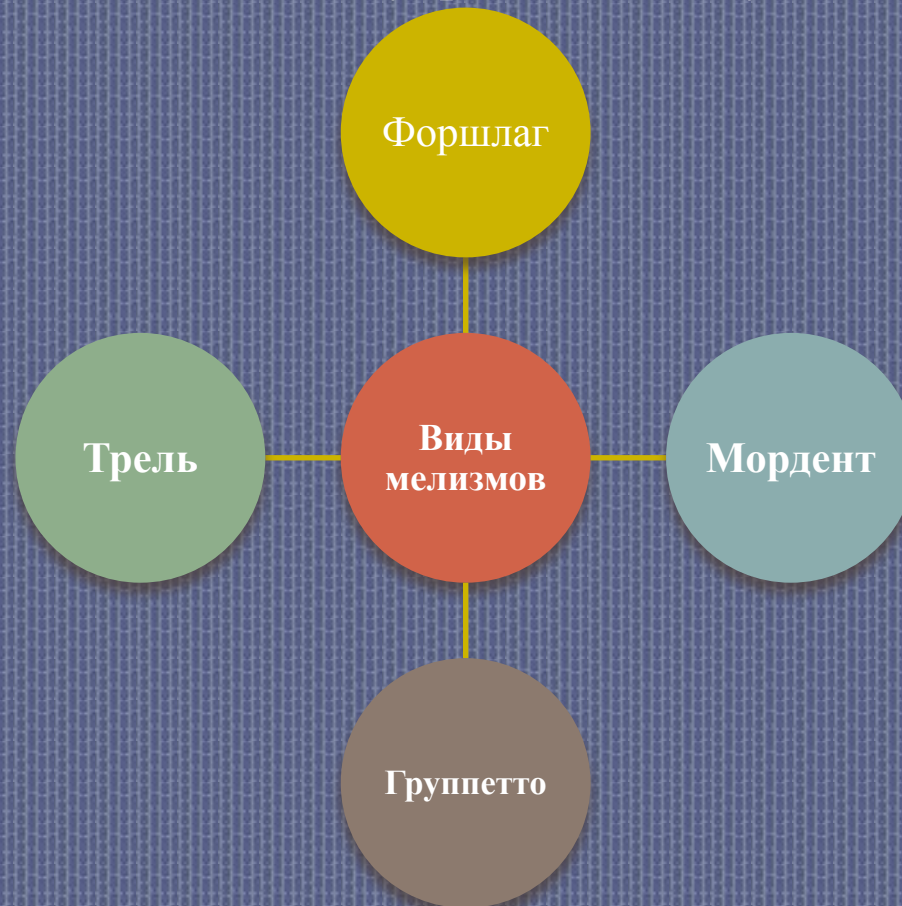 Форшлаг
Трель
Виды
мелизмов
Мордент
Группетто